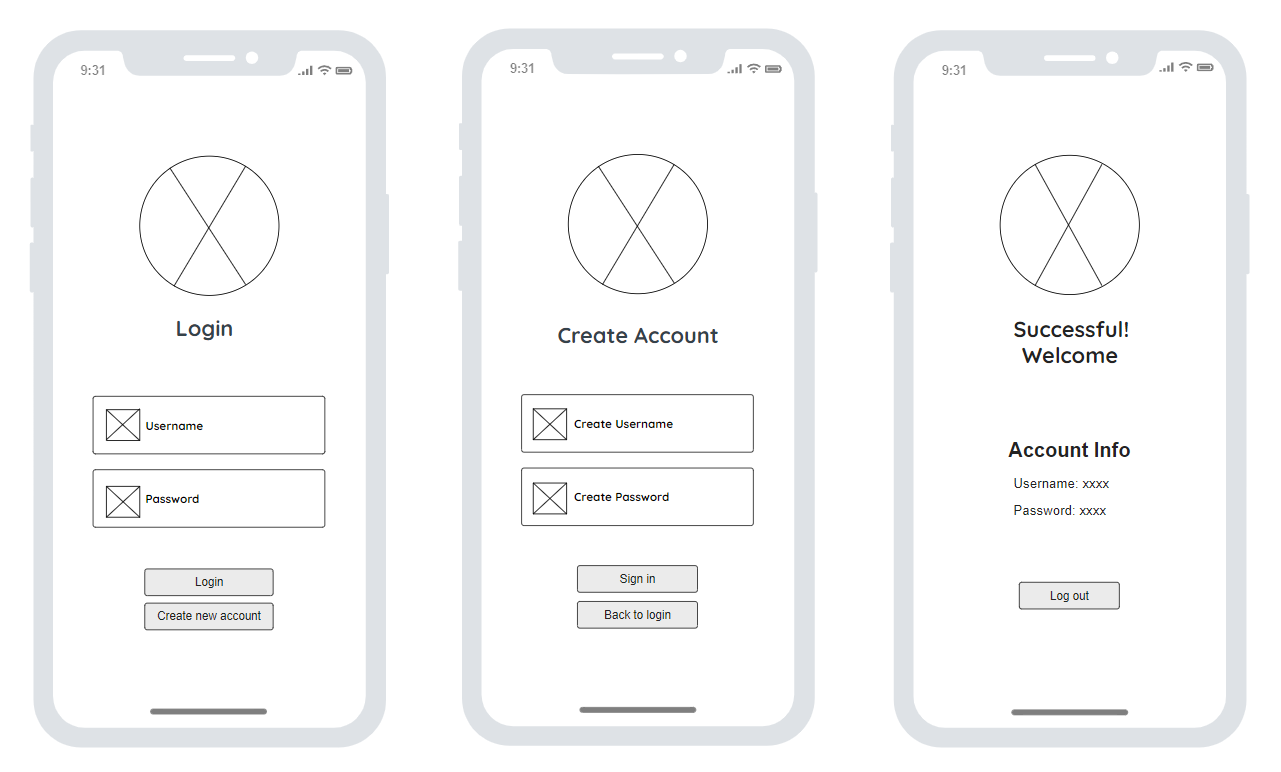 9:31
Login
Username
Password
Login
Create new account
9:31
Create Account
Create Username
Create Password
Sign in
Back to login
9:31
Successful!
Welcome
Account Info
Username: xxxx
Password: xxxx
Log out